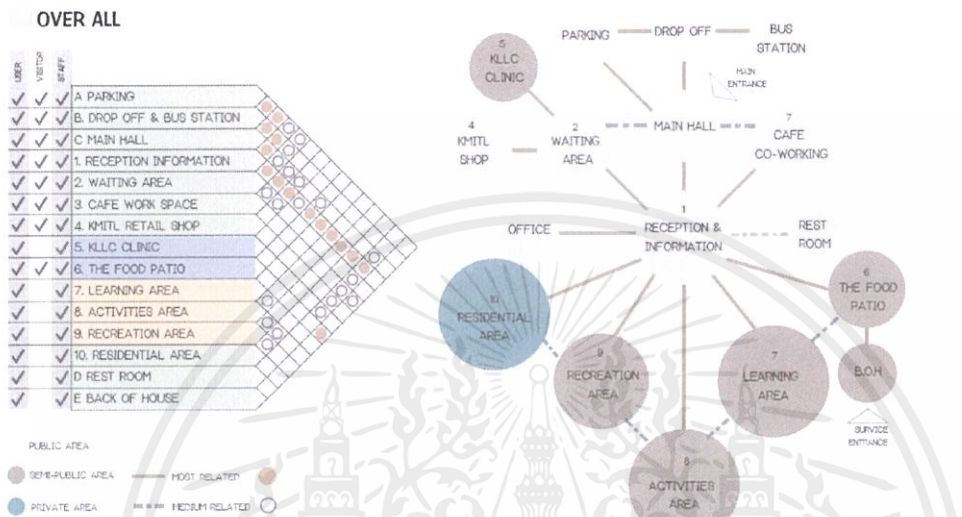 OVER ALL
USER
VISITOR
STAFF
A PARKING
B. DROP OFF & BUS STATION
C MAIN HALL
1. RECEPTION INFORMATION
2. WAITING AREA
3. CAFE WORK SPACE
4. KMITL RETAIL SHOP
5. KLLC CLINIC
6. THE FOOD PATIO
7. LEARNING AREA
8. ACTIVITIES AREA
9. RECREATION AREA
10. RESIDENTIAL AREA
D REST ROOM
E BACK OF HOUSE
PUBLIC AREA
SEMI-PUBLIC AREA
MOST RELATED
PRIVATE AREA
MEDIUM RELATED
PARKING
DROP OFF
BUS
STATION
MAIN
ENTRANCE
5
KLLC
CLINIC
4
KMITL
SHOP
2
WAITING
AREA
MAIN HALL
7
CAFE
CO-WORKING
OFFICE
1
RECEPTION &
INFORMATION
REST
ROOM
6
THE FOOD
PATIO
10
RESIDENTIAL
AREA
9
RECREATION
AREA
7
LEARNING
AREA
B.O.H
SURVICE
ENTRANCE
8
ACTIVITIES
AREA